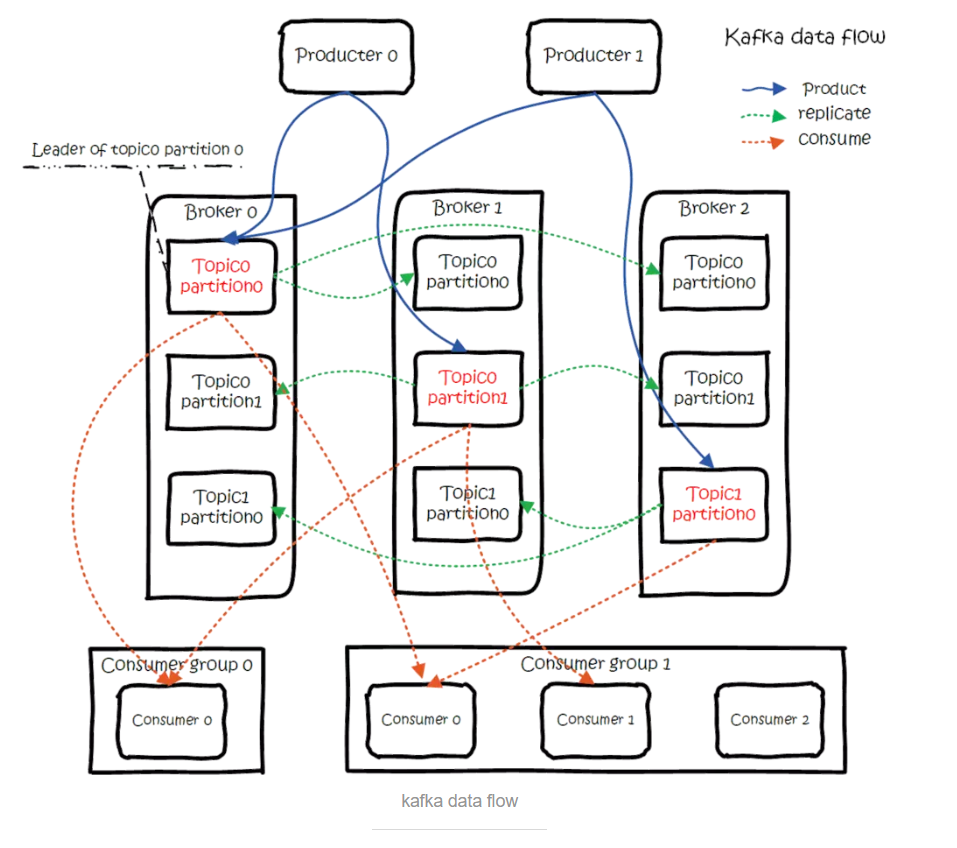 Producter 0
Producter 1
Kafka data flow
Product
replicate
consume
Leader of topico partition 0
Broker 0
Broker 1
Broker 2
Topico
partition0
Topico
partition0
Topico
partition0
Topico
partition1
Topico
partition1
Topico
partition1
Topic1
partition0
Topic1
partition0
Topic1
partition0
Consumer group 0
Consumer group 1
Consumer 0
Consumer 0
Consumer 1
Consumer 2
kafka data flow